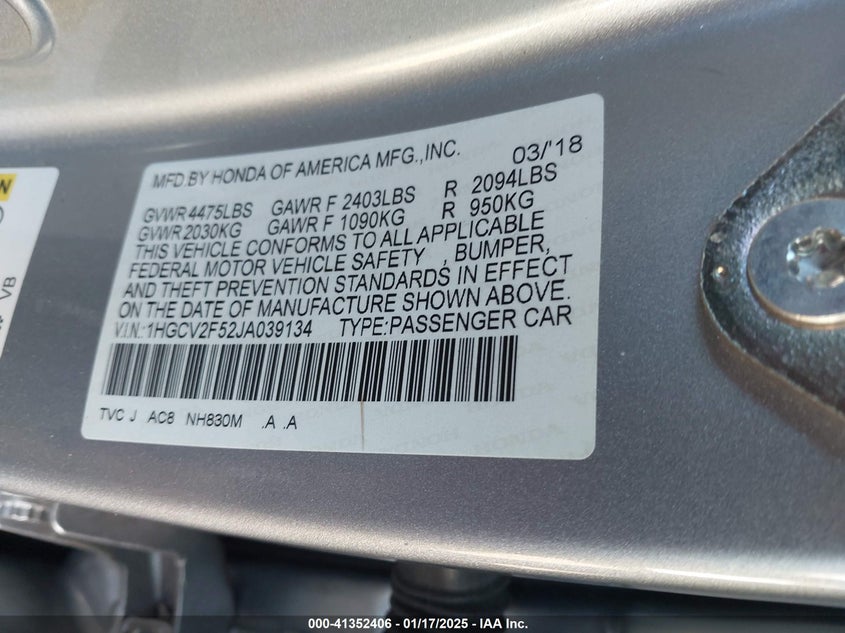 MFD.BY HONDA OF AMERICA MFG.,INC. 03/'18
GVWR 4475LBS GAWR F 2403LBS R 2094LBS
GVWR 2030KG GAWR F 1090KG R 950KG
THIS VEHICLE CONFORMS TO ALL APPLICABLE
FEDERAL MOTOR VEHICLE SAFETY , BUMPER,
AND THEFT PREVENTION STANDARDS IN EFFECT
ON THE DATE OF MANUFACTURE SHOWN ABOVE.
V.I.N.:1HGCV2F52JA039134 TYPE:PASSENGER CAR
TVC J AC8 NH830M .A .A
HONDA HONDA
VB
000-41352406 - 01/17/2025 - IAA Inc.